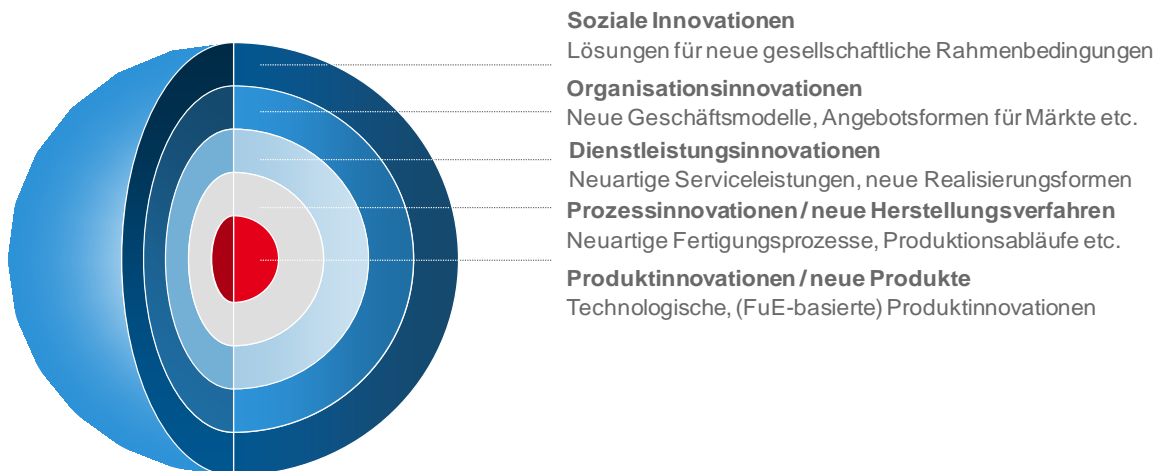 Soziale Innovationen
Lösungen für neue gesellschaftliche Rahmenbedingungen
Organisationsinnovationen
Neue Geschäftsmodelle, Angebotsformen für Märkte etc.
Dienstleistungsinnovationen
Neuartige Serviceleistungen, neue Realisierungsformen
Prozessinnovationen / neue Herstellungsverfahren
Neuartige Fertigungsprozesse, Produktionsabläufe etc.
Produktinnovationen / neue Produkte
Technologische, (FuE-basierte) Produktinnovationen